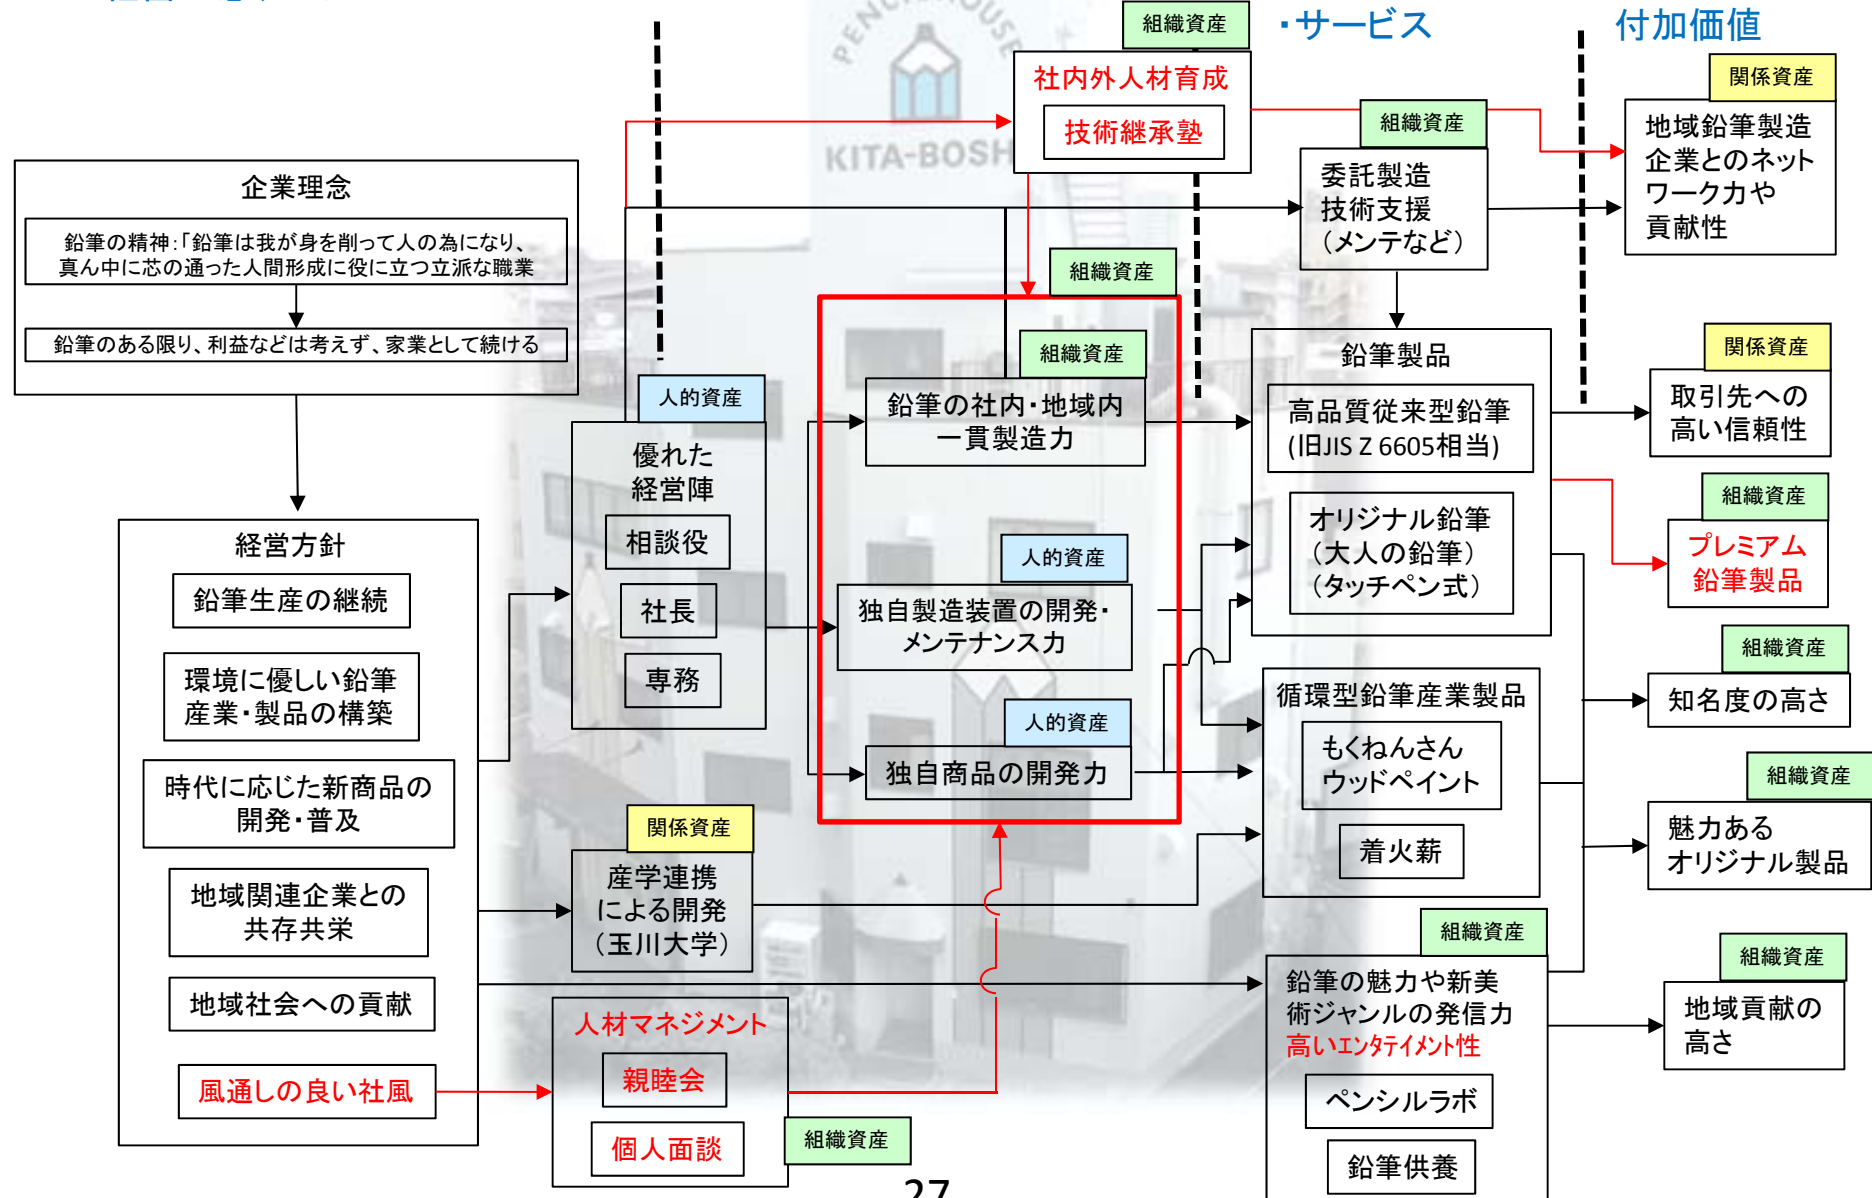 ・サービス
付加価値
PENCIL HOUSE
KITA-BOSH
企業理念
鉛筆の精神：「鉛筆は我が身を削って人の為になり、
真ん中に芯の通った人間形成に役に立つ立派な職業
鉛筆のある限り、利益などは考えず、家業として続ける
経営方針
鉛筆生産の継続
環境に優しい鉛筆
産業・製品の構築
時代に応じた新商品の
開発・普及
地域関連企業との
共存共栄
地域社会への貢献
風通しの良い社風
人的資産
優れた
経営陣
相談役
社長
専務
関係資産
産学連携
による開発
（玉川大学）
人材マネジメント
親睦会
個人面談
組織資産
組織資産
社内外人材育成
技術継承塾
組織資産
組織資産
鉛筆の社内・地域内
一貫製造力
人的資産
独自製造装置の開発・
メンテナンス力
人的資産
独自商品の開発力
組織資産
委託製造
技術支援
（メンテなど）
鉛筆製品
高品質従来型鉛筆
(旧JIS Z 6605相当)
オリジナル鉛筆
（大人の鉛筆）
（タッチペン式）
循環型鉛筆産業製品
もくねんさん
ウッドペイント
着火薪
組織資産
鉛筆の魅力や新美
術ジャンルの発信力
高いエンタテイメント性
ペンシルラボ
鉛筆供養
関係資産
地域鉛筆製造
企業とのネット
ワーク力や
貢献性
関係資産
取引先への
高い信頼性
組織資産
プレミアム
鉛筆製品
組織資産
知名度の高さ
組織資産
魅力ある
オリジナル製品
組織資産
地域貢献の
高さ
27